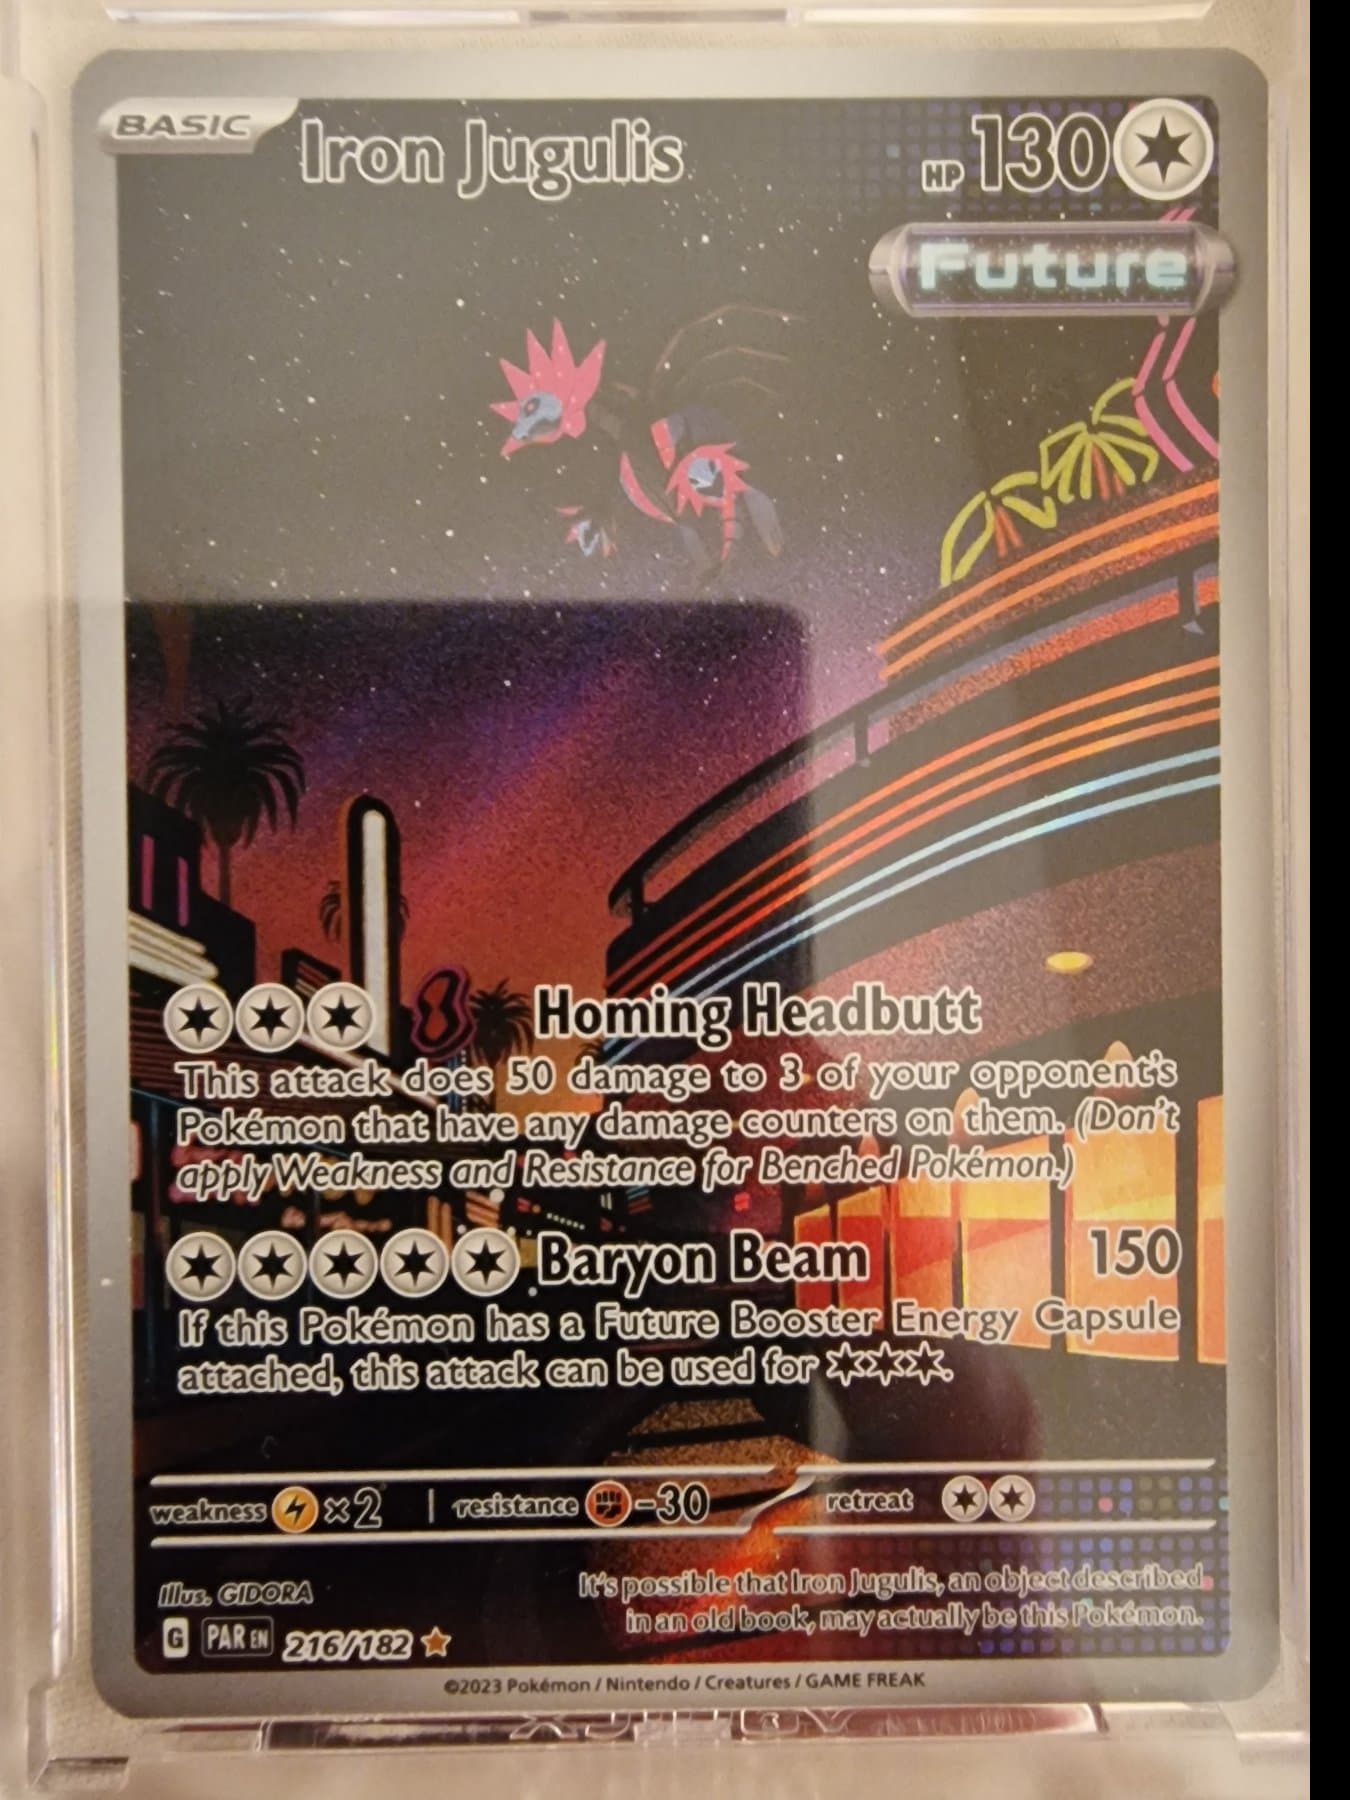 BASIC
Iron Jugulis
HP 130
Future
Homing Headbutt
This attack does 50 damage to 3 of your opponent's
Pokémon that have any damage counters on them. (Don't
apply Weakness and Resistance for Benched Pokémon.)
Baryon Beam 150
If this Pokémon has a Future Booster Energy Capsule
attached, this attack can be used for ✶✶✶.
weakness ×2 resistance -30 retreat
Illus. GIDORA
It's possible that Iron Jugulis, an object described
in an old book, may actually be this Pokémon.
G PAR EN 216/182
©2023 Pokémon / Nintendo / Creatures / GAME FREAK